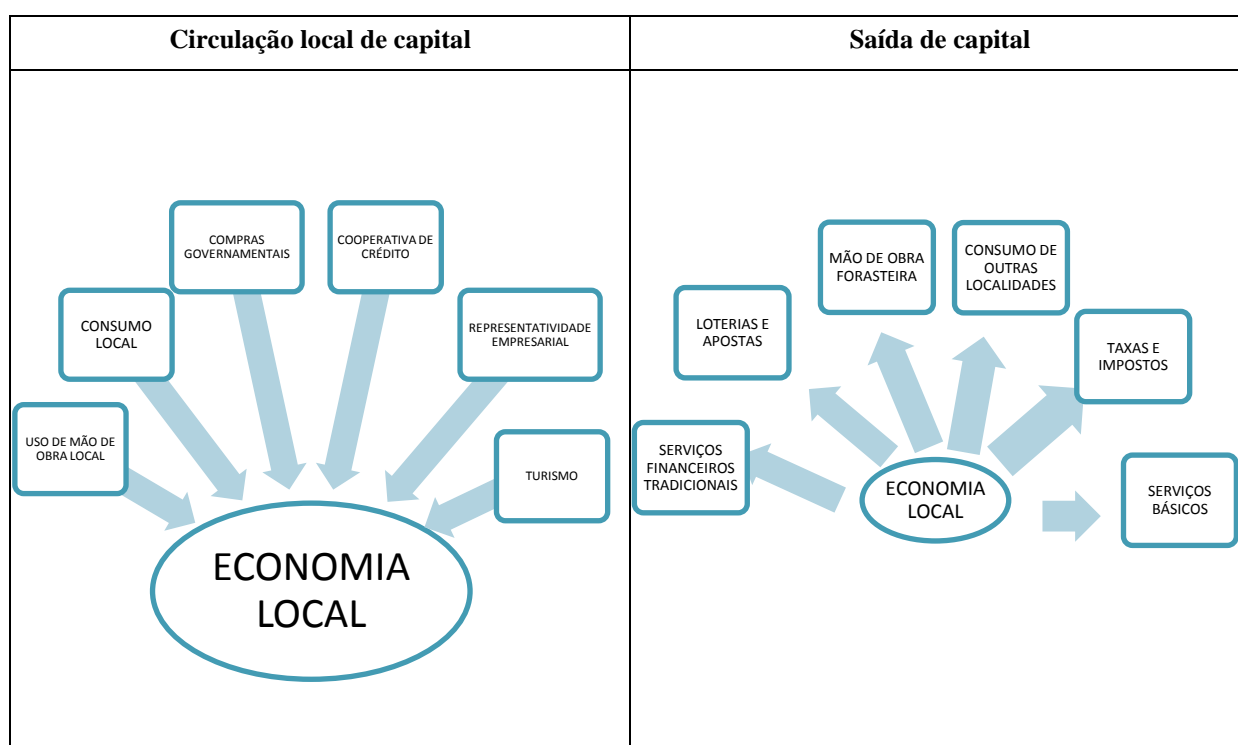 Circulação local de capital
Saída de capital
COMPRAS
GOVERNAMENTAIS
COOPERATIVA DE
CRÉDITO
CONSUMO
LOCAL
REPRESENTATIVIDADE
EMPRESARIAL
USO DE MÃO DE
OBRA LOCAL
TURISMO
ECONOMIA
LOCAL
MÃO DE OBRA
FORASTEIRA
CONSUMO DE
OUTRAS
LOCALIDADES
LOTERIAS E
APOSTAS
TAXAS E
IMPOSTOS
SERVIÇOS
FINANCEIROS
TRADICIONAIS
ECONOMIA
LOCAL
SERVIÇOS
BÁSICOS